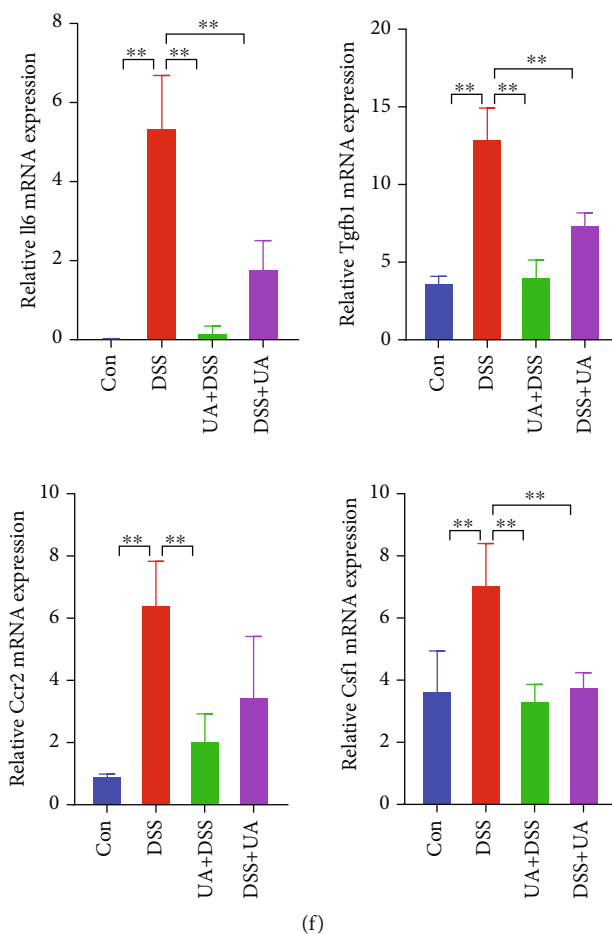 Relative Il6 mRNA expression
8
6
4
2
0
**
**
**
Con
DSS
UA+DSS
DSS+UA
Relative Tgfb1 mRNA expression
20
15
10
5
0
**
**
**
Con
DSS
UA+DSS
DSS+UA
Relative Ccr2 mRNA expression
10
8
6
4
2
0
**
**
Con
DSS
UA+DSS
DSS+UA
Relative Csf1 mRNA expression
10
8
6
4
2
0
**
**
**
Con
DSS
UA+DSS
DSS+UA
(f)